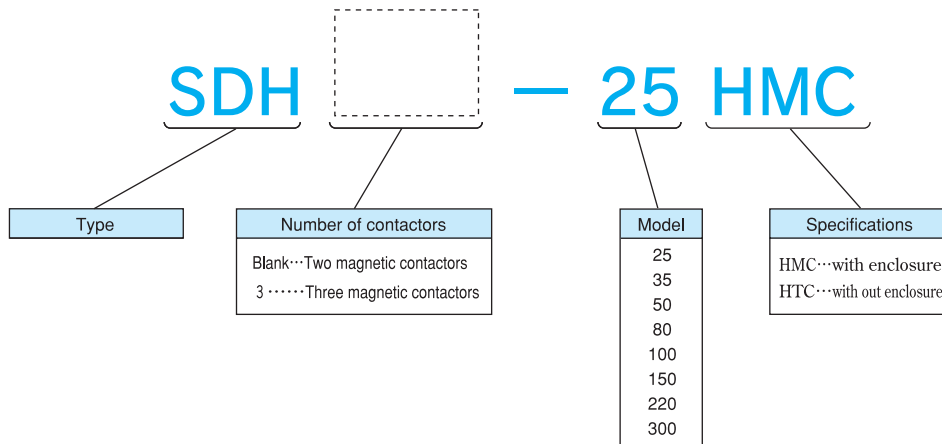 SDH — 25 HMC
Type
Number of contactors
Blank…Two magnetic contactors
3 ……Three magnetic contactors
Model
25
35
50
80
100
150
220
300
Specifications
HMC…with enclosure
HTC…with out enclosure